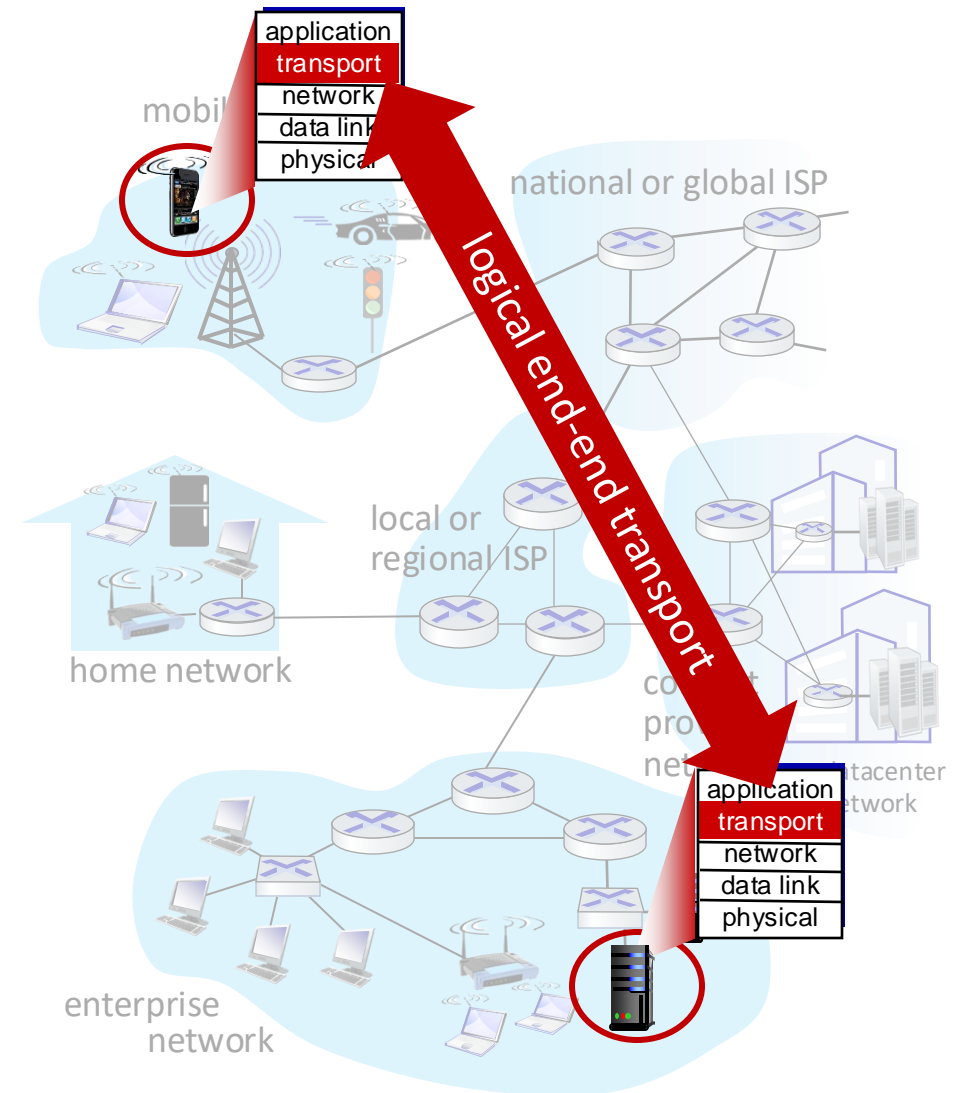 application
transport
network
data link
physical
national or global ISP
logical end-end transport
local or
regional ISP
home network
application
transport
network
data link
physical
enterprise
network